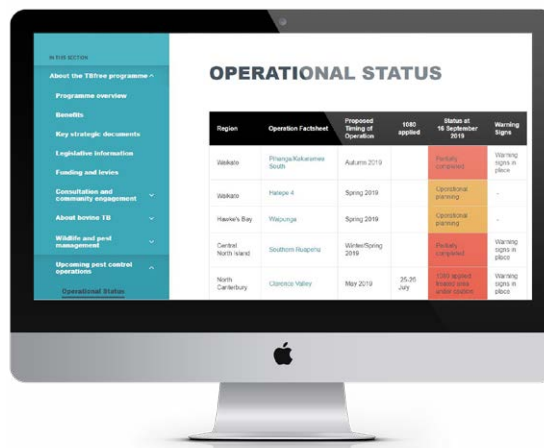 IN THIS SECTION
About the TBfree programme
Programme overview
Benefits
Key strategic documents
Legislative information
Funding and levies
Consultation and
community engagement
About bovine TB
Wildlife and pest
management
Upcoming pest control
operations
Operational Status
OPERATIONAL STATUS
Region
Operation Factsheet
Proposed
Timing of
Operation
1080
applied
Status at
16 September
2019
Warning
Signs
Waikato
South
Autumn 2019
Partially
completed
Warning
signs in
place
Waikato
Hatepe 4
Spring 2019
Operational
planning
-
Hawke's Bay
Waipunga
Spring 2019
Operational
planning
-
Central
North Island
Southern Ruapehu
Winter/Spring
2019
Partially
completed
Warning
signs in
place
North
Canterbury
Clarence Valley
May 2019
25-26
July
1080 applied
treated area
under caution
Warning
signs in
place